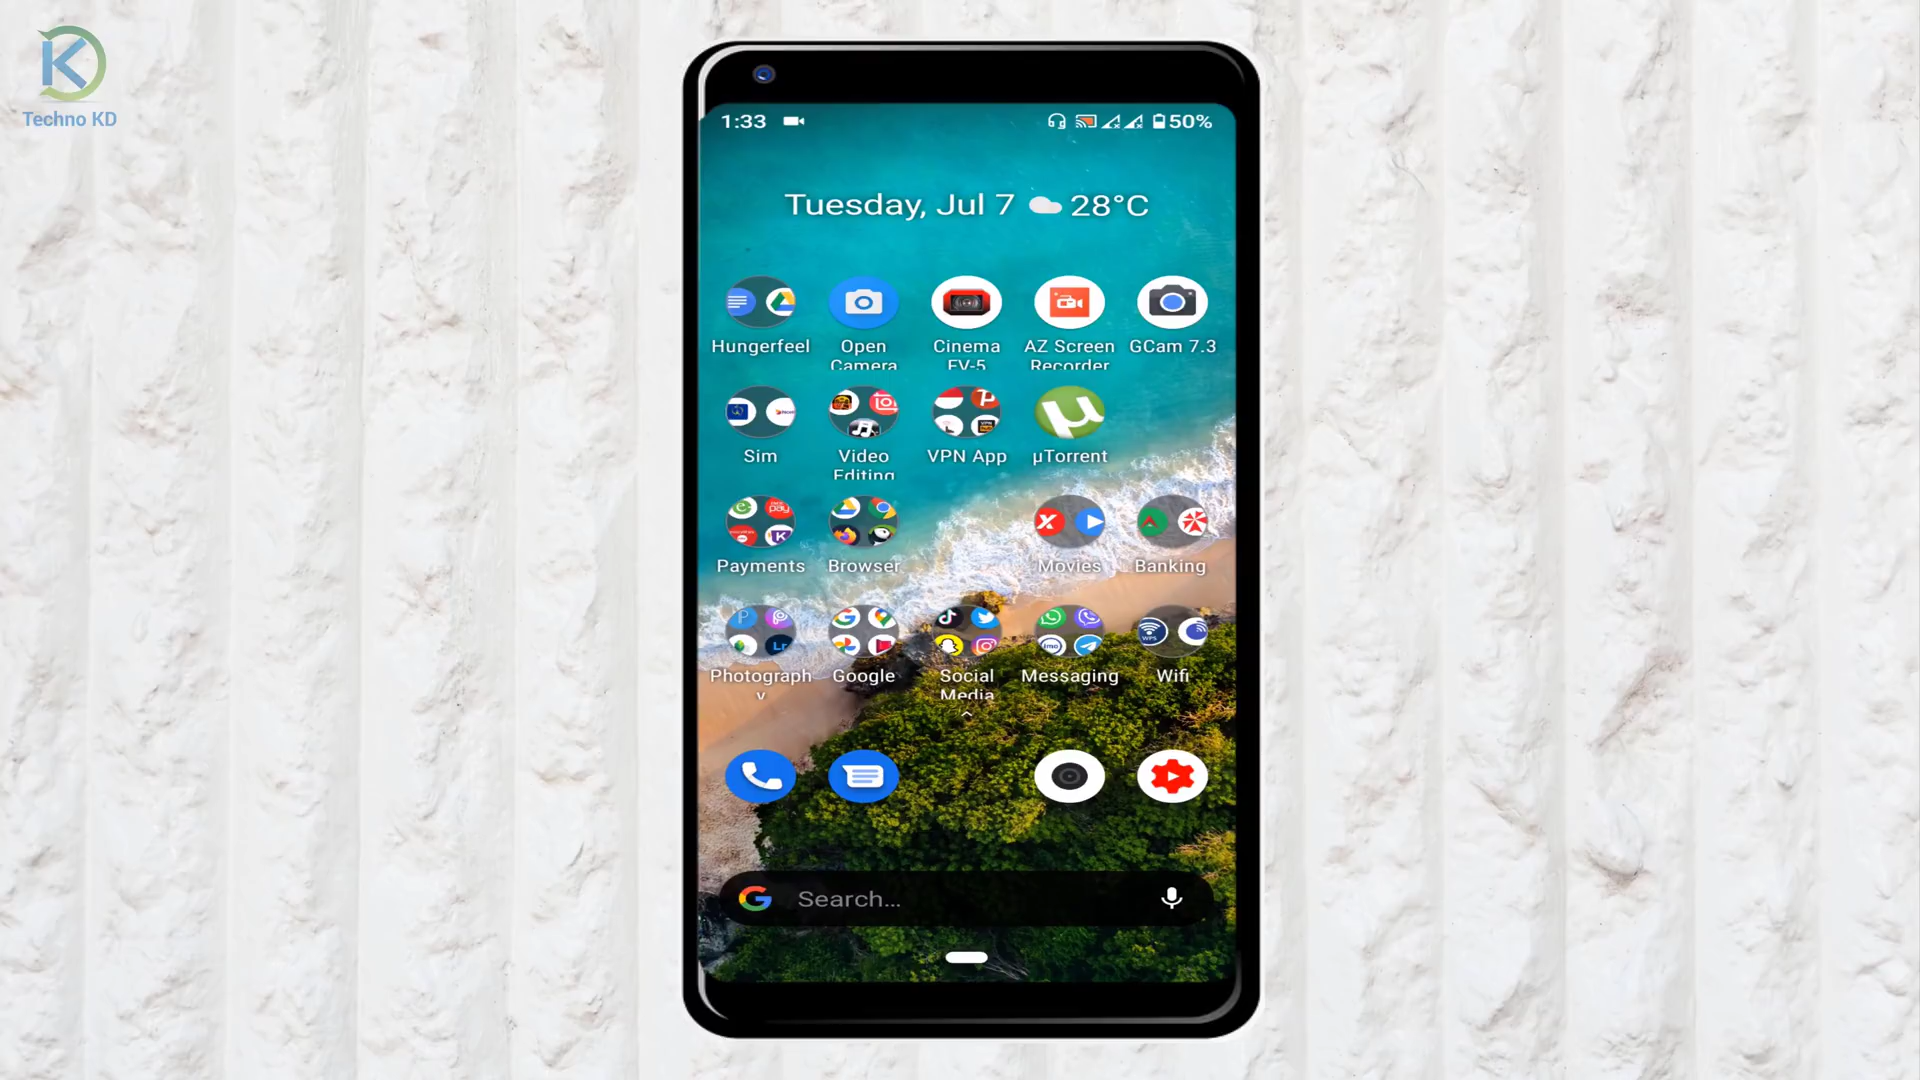 Techno KD
1:33
50%
Tuesday, Jul 7 28°C
Hungerfeel
Open
Camera
Cinema
FV-5
AZ Screen
Recorder
GCam 7.3
Sim
Video
Editing
VPN App
µTorrent
Payments
Browser
Movies
Banking
Photograph
y
Google
Social
Media
Messaging
Wifi
Search...